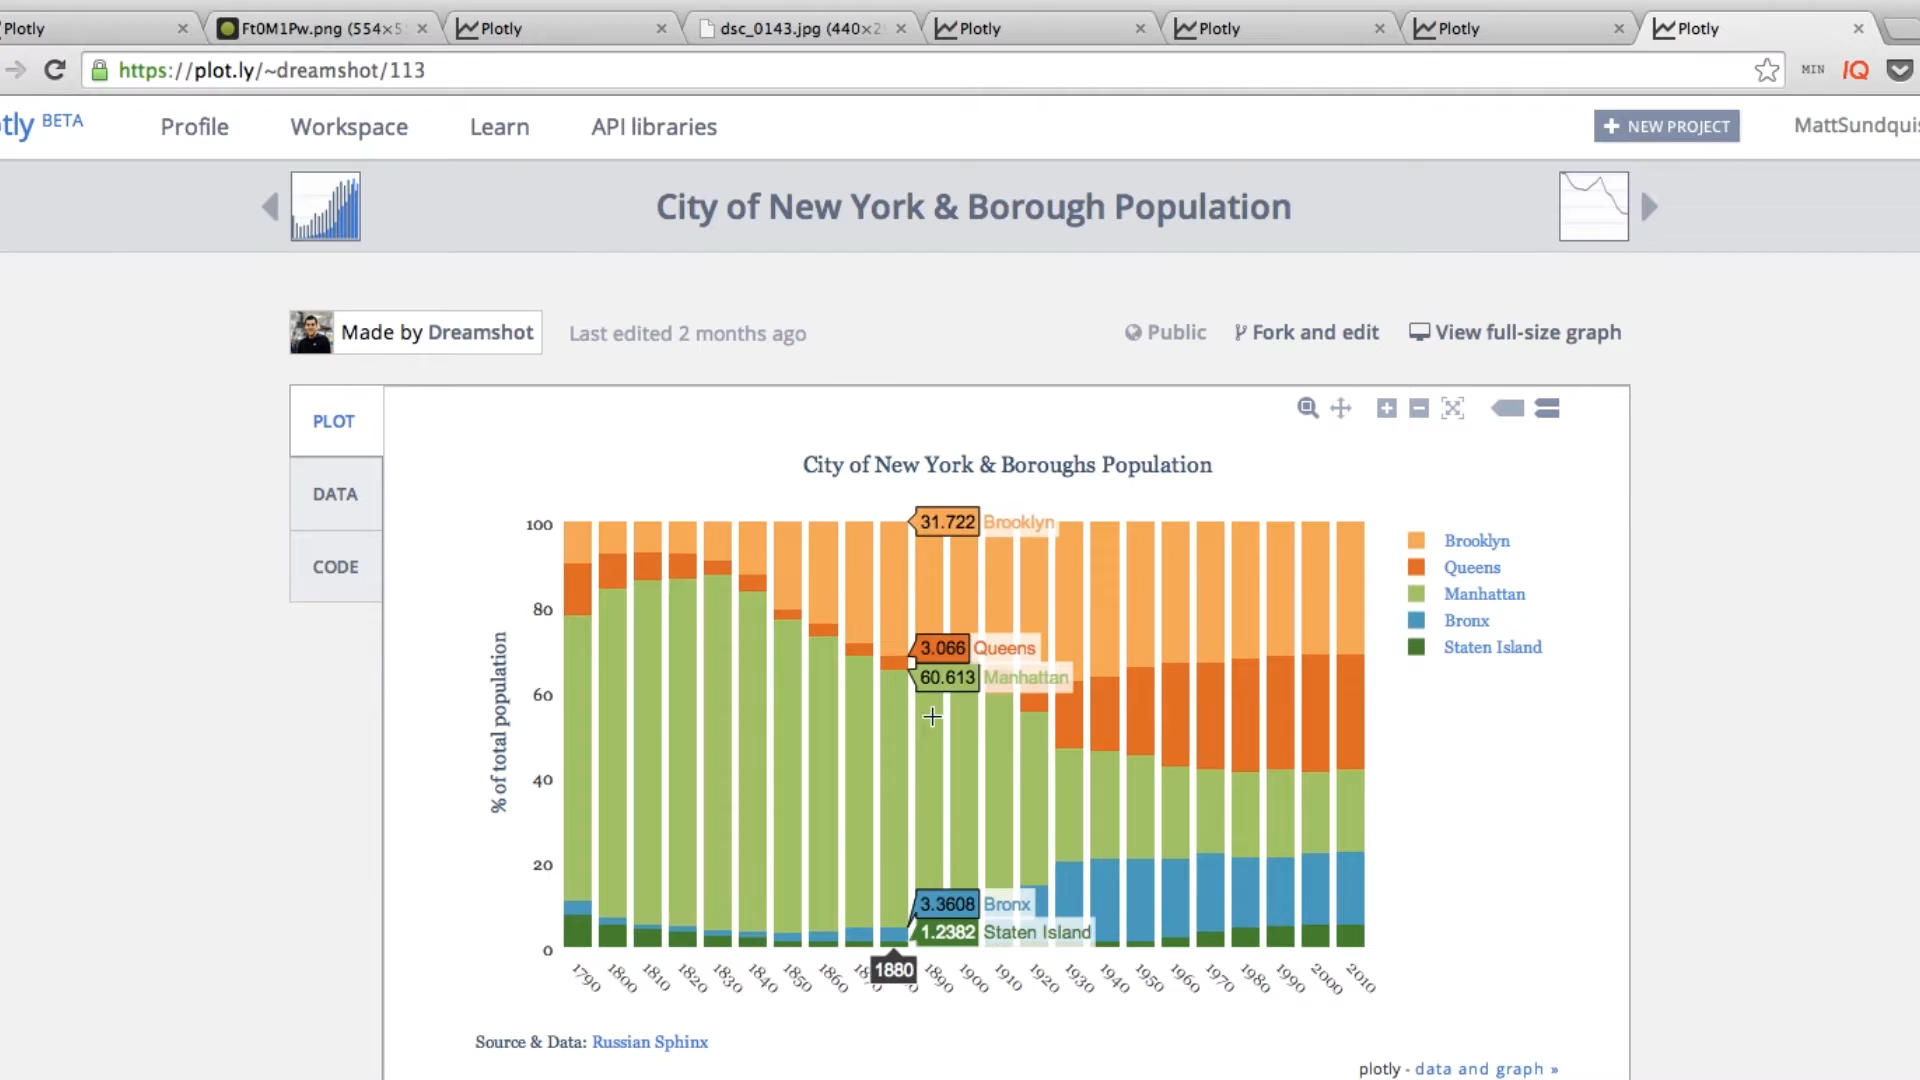 Plotly
Ft0M1Pw.png (554×5
Plotly
dsc_0143.jpg (440×2
Plotly
Plotly
Plotly
Plotly
https://plot.ly/~dreamshot/113
MIN
IQ
otly BETA
Profile
Workspace
Learn
API libraries
+ NEW PROJECT
MattSundquis
City of New York & Borough Population
Made by Dreamshot
Last edited 2 months ago
Public
Fork and edit
View full-size graph
PLOT
DATA
CODE
City of New York & Boroughs Population
% of total population
100
80
60
40
20
0
31.722 Brooklyn
3.066 Queens
60.613 Manhattan
3.3608 Bronx
1.2382 Staten Island
1790
1800
1810
1820
1830
1840
1850
1860
1880
1890
1900
1910
1920
1930
1940
1950
1960
1970
1980
1990
2000
2010
Brooklyn
Queens
Manhattan
Bronx
Staten Island
Source & Data: Russian Sphinx
plotly - data and graph »